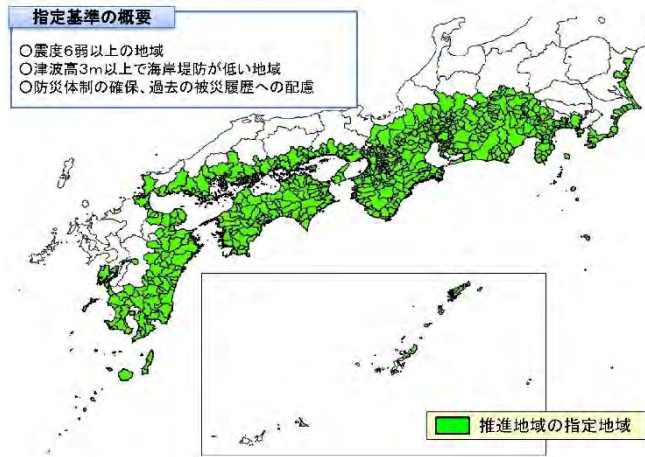 指定基準の概要
○震度6弱以上の地域
○津波高3m以上で海岸堤防が低い地域
○防災体制の確保、過去の被災履歴への配慮
推進地域の指定地域